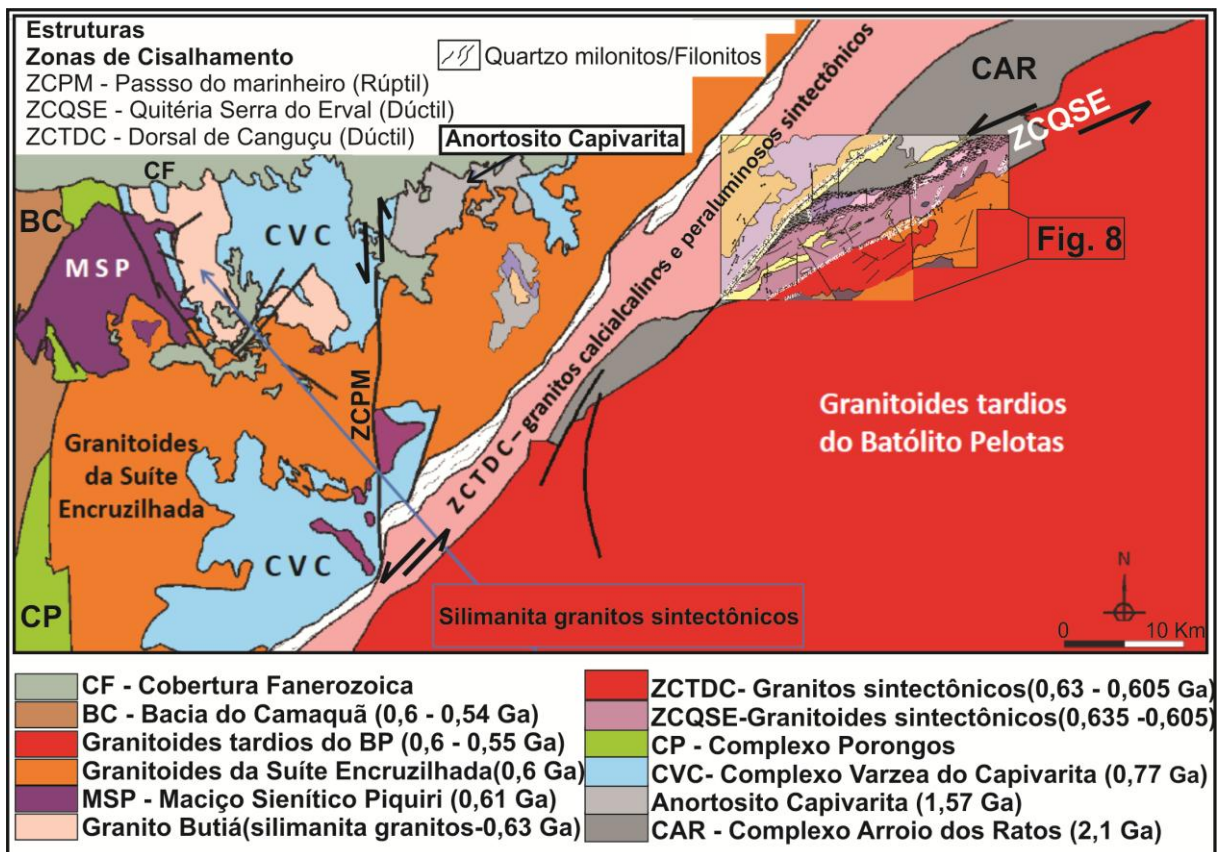 Estruturas
Zonas de Cisalhamento
ZCPM - Passso do marinheiro (Rúptil)
ZCQSE - Quitéria Serra do Erval (Dúctil)
ZCTDC - Dorsal de Canguçu (Dúctil)
Quartzo milonitos/Filonitos
Anortosito Capivarita
CF
BC
MSP
CVC
CAR
ZCQSE
Fig. 8
ZCTDC – granitos calcialcalinos e peraluminosos sintectônicos
ZCPM
Granitoides
da Suíte
Encruzilhada
Granitoides tardios
do Batólito Pelotas
CVC
CP
Silimanita granitos sintectônicos
N
0 10 Km
CF - Cobertura Fanerozoica
BC - Bacia do Camaquã (0,6 - 0,54 Ga)
Granitoides tardios do BP (0,6 - 0,55 Ga)
Granitoides da Suíte Encruzilhada(0,6 Ga)
MSP - Maciço Sienítico Piquiri (0,61 Ga)
Granito Butiá(silimanita granitos-0,63 Ga)
ZCTDC- Granitos sintectônicos(0,63 - 0,605 Ga)
ZCQSE-Granitoides sintectônicos(0,635 -0,605)
CP - Complexo Porongos
CVC- Complexo Varzea do Capivarita (0,77 Ga)
Anortosito Capivarita (1,57 Ga)
CAR - Complexo Arroio dos Ratos (2,1 Ga)